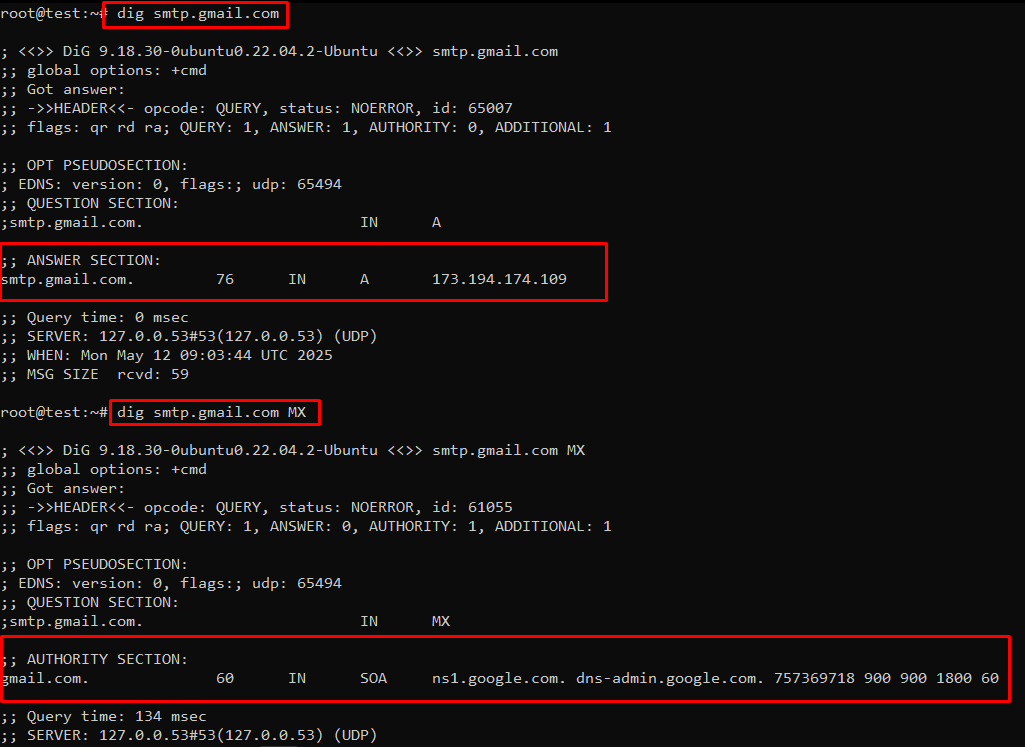 root@test:~# dig smtp.gmail.com
; <<>> DiG 9.18.30-0ubuntu0.22.04.2-Ubuntu <<>> smtp.gmail.com
;; global options: +cmd
;; Got answer:
;; ->>HEADER<<- opcode: QUERY, status: NOERROR, id: 65007
;; flags: qr rd ra; QUERY: 1, ANSWER: 1, AUTHORITY: 0, ADDITIONAL: 1
;; OPT PSEUDOSECTION:
; EDNS: version: 0, flags:; udp: 65494
;; QUESTION SECTION:
;smtp.gmail.com. IN A
;; ANSWER SECTION:
smtp.gmail.com. 76 IN A 173.194.174.109
;; Query time: 0 msec
;; SERVER: 127.0.0.53#53(127.0.0.53) (UDP)
;; WHEN: Mon May 12 09:03:44 UTC 2025
;; MSG SIZE rcvd: 59
root@test:~# dig smtp.gmail.com MX
; <<>> DiG 9.18.30-0ubuntu0.22.04.2-Ubuntu <<>> smtp.gmail.com MX
;; global options: +cmd
;; Got answer:
;; ->>HEADER<<- opcode: QUERY, status: NOERROR, id: 61055
;; flags: qr rd ra; QUERY: 1, ANSWER: 0, AUTHORITY: 1, ADDITIONAL: 1
;; OPT PSEUDOSECTION:
; EDNS: version: 0, flags:; udp: 65494
;; QUESTION SECTION:
;smtp.gmail.com. IN MX
;; AUTHORITY SECTION:
gmail.com. 60 IN SOA ns1.google.com. dns-admin.google.com. 757369718 900 900 1800 60
;; Query time: 134 msec
;; SERVER: 127.0.0.53#53(127.0.0.53) (UDP)